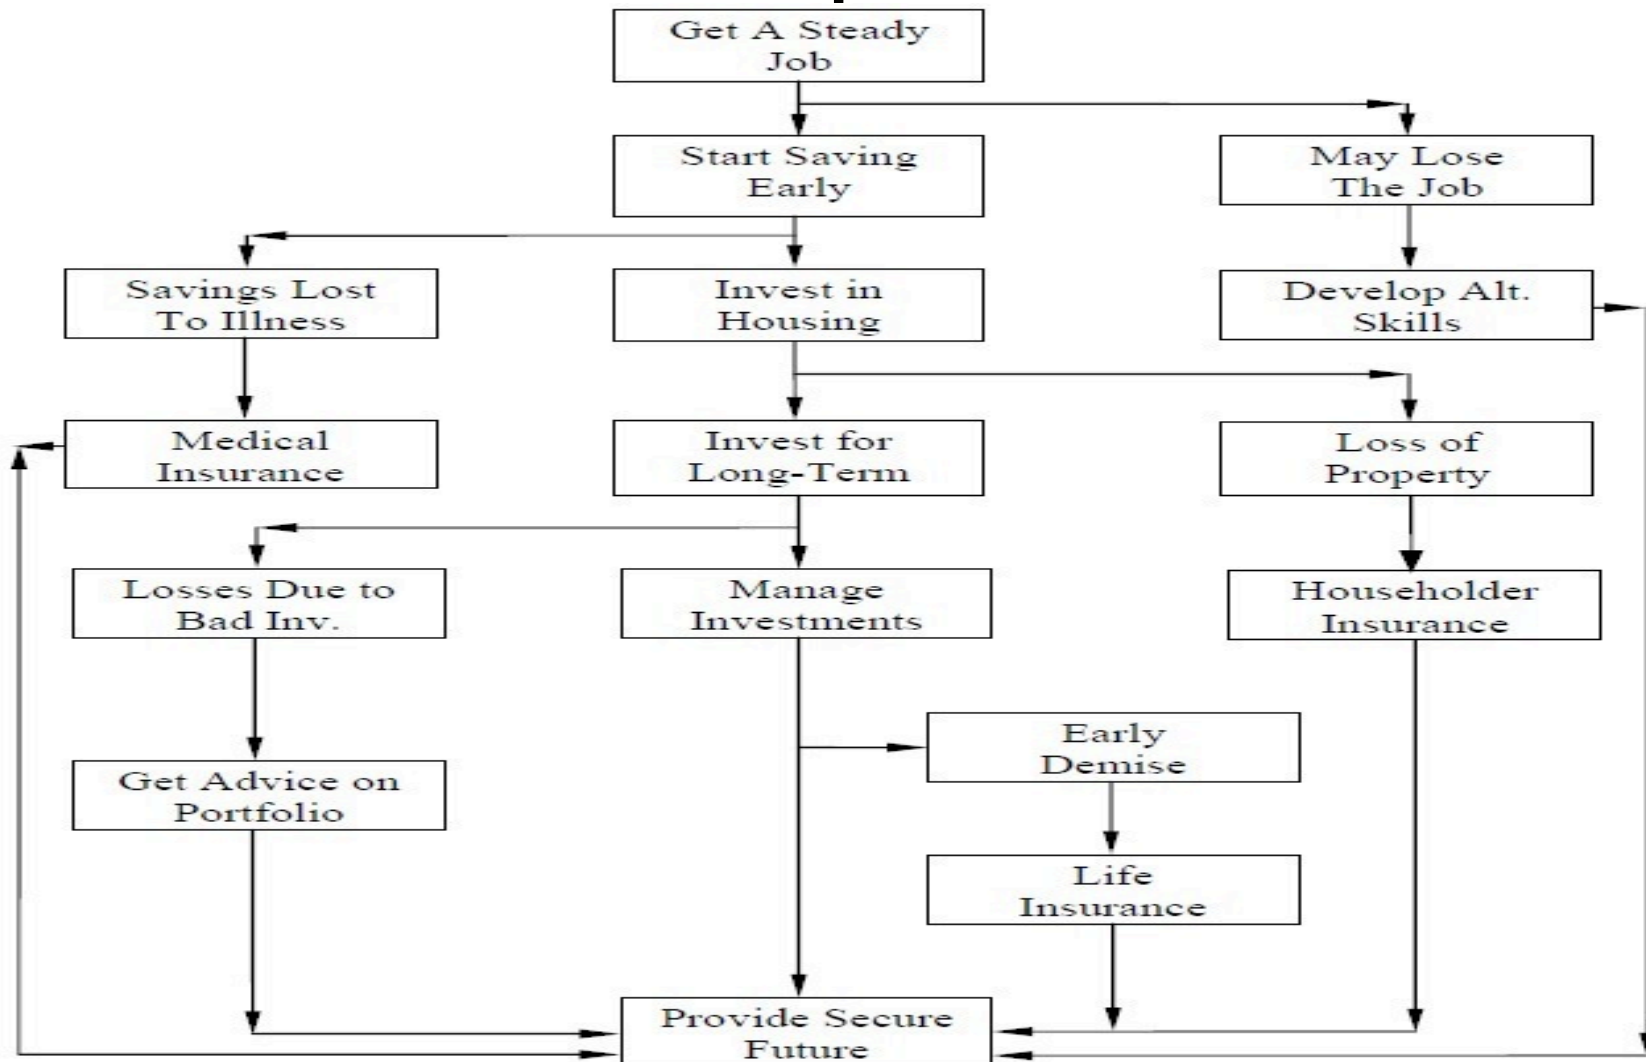 Get A Steady
Job
Start Saving
Early
May Lose
The Job
Savings Lost
To Illness
Invest in
Housing
Develop Alt.
Skills
Medical
Insurance
Invest for
Long-Term
Loss of
Property
Losses Due to
Bad Inv.
Manage
Investments
Householder
Insurance
Early
Demise
Get Advice on
Portfolio
Life
Insurance
Provide Secure
Future